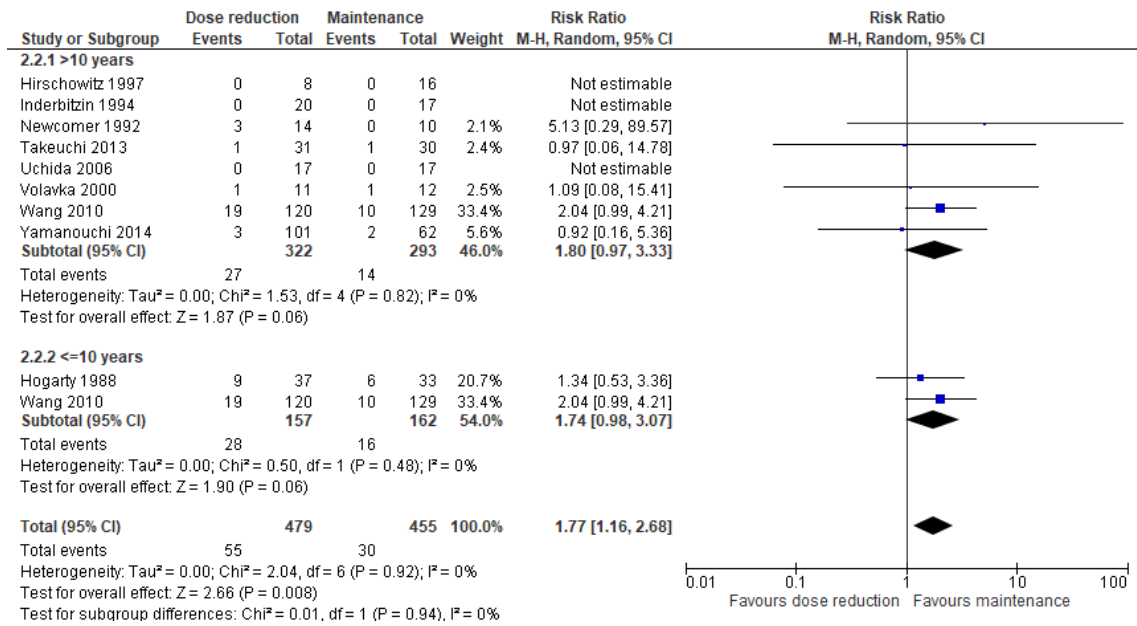 Dose reduction Maintenance Risk Ratio Risk Ratio
Study or Subgroup Events Total Events Total Weight M-H, Random, 95% CI M-H, Random, 95% CI
2.2.1 >10 years
Hirschowitz 1997 0 8 0 16 Not estimable
Inderbitzin 1994 0 20 0 17 Not estimable
Newcomer 1992 3 14 0 10 2.1% 5.13 [0.29, 89.57]
Takeuchi 2013 1 31 1 30 2.4% 0.97 [0.06, 14.78]
Uchida 2006 0 17 0 17 Not estimable
Volavka 2000 1 11 1 12 2.5% 1.09 [0.08, 15.41]
Wang 2010 19 120 10 129 33.4% 2.04 [0.99, 4.21]
Yamanouchi 2014 3 101 2 62 5.6% 0.92 [0.16, 5.36]
Subtotal (95% CI) 322 293 46.0% 1.80 [0.97, 3.33]
Total events 27 14
Heterogeneity: Tau² = 0.00; Chi² = 1.53, df = 4 (P = 0.82); I² = 0%
Test for overall effect: Z = 1.87 (P = 0.06)
2.2.2 <=10 years
Hogarty 1988 9 37 6 33 20.7% 1.34 [0.53, 3.36]
Wang 2010 19 120 10 129 33.4% 2.04 [0.99, 4.21]
Subtotal (95% CI) 157 162 54.0% 1.74 [0.98, 3.07]
Total events 28 16
Heterogeneity: Tau² = 0.00; Chi² = 0.50, df = 1 (P = 0.48); I² = 0%
Test for overall effect: Z = 1.90 (P = 0.06)
Total (95% CI) 479 455 100.0% 1.77 [1.16, 2.68]
Total events 55 30
Heterogeneity: Tau² = 0.00; Chi² = 2.04, df = 6 (P = 0.92); I² = 0%
Test for overall effect: Z = 2.66 (P = 0.008)
Test for subgroup differences: Chi² = 0.01, df = 1 (P = 0.94), I² = 0%
0.01 0.1 1 10 100
Favours dose reduction Favours maintenance